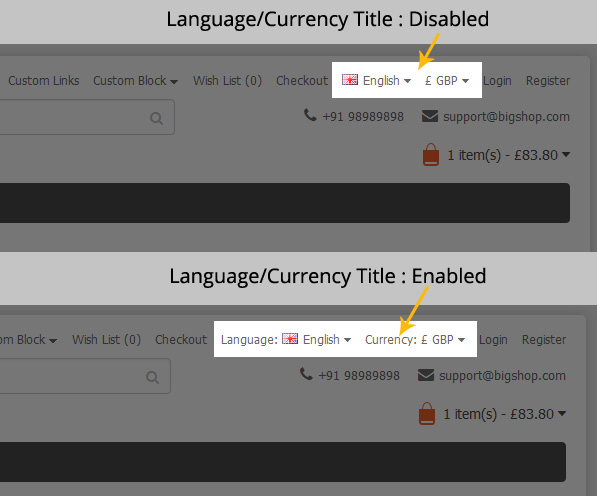 Language/Currency Title : Disabled
Custom Links Custom Block Wish List (0) Checkout English £ GBP Login Register
+91 98989898 support@bigshop.com
1 item(s) - £83.80
Language/Currency Title : Enabled
om Block Wish List (0) Checkout Language: English Currency: £ GBP Login Register
+91 98989898 support@bigshop.com
1 item(s) - £83.80